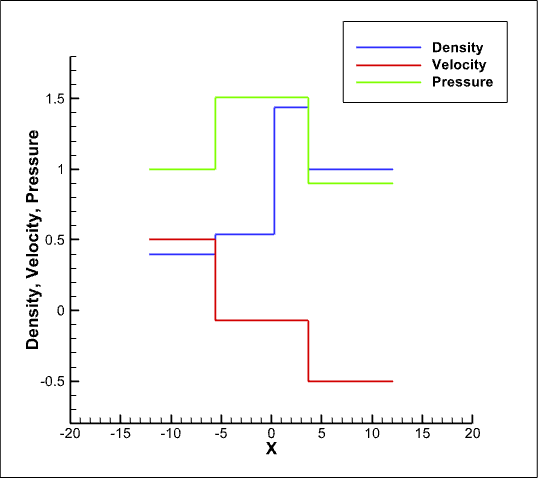 Density
Velocity
Pressure
Density, Velocity, Pressure
1.5
1
0.5
0
-0.5
-20 -15 -10 -5 0 5 10 15 20
X